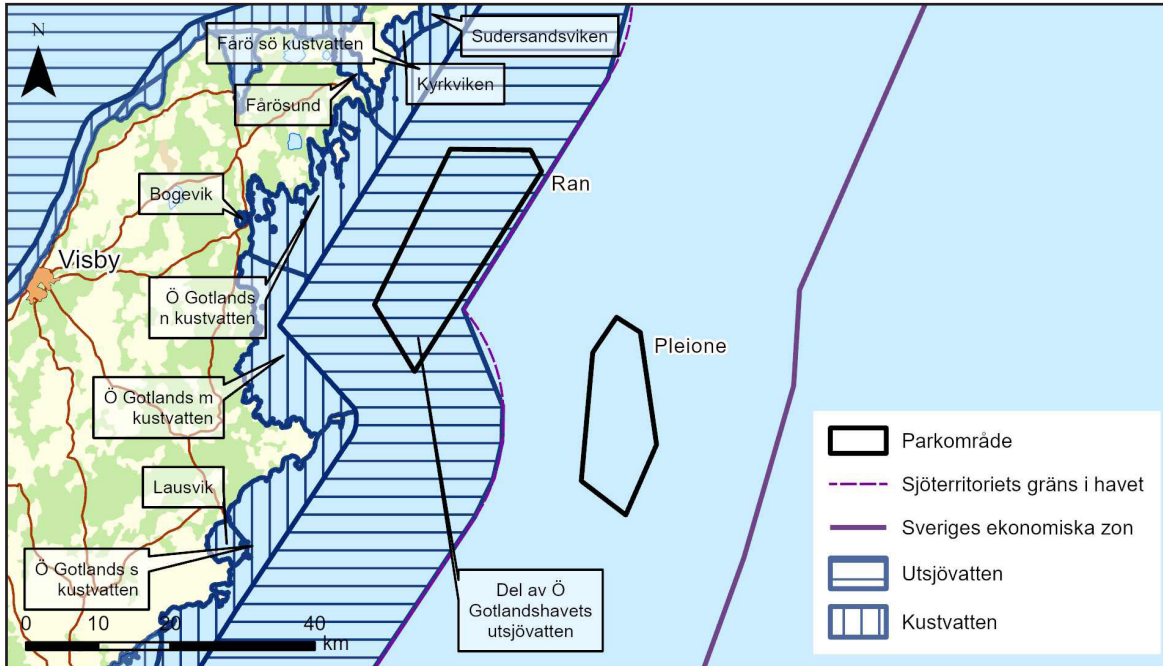 N
Sudersandsviken
Fårö sö kustvatten
Kyrkviken
Fårösund
Ran
Bogevik
Visby
Ö Gotlands
n kustvatten
Pleione
Ö Gotlands m
kustvatten
Lausvik
Ö Gotlands s
kustvatten
Del av Ö
Gotlandshavets
utsjövatten
0 10 20 40
km
Parkområde
Sjöterritoriets gräns i havet
Sveriges ekonomiska zon
Utsjövatten
Kustvatten